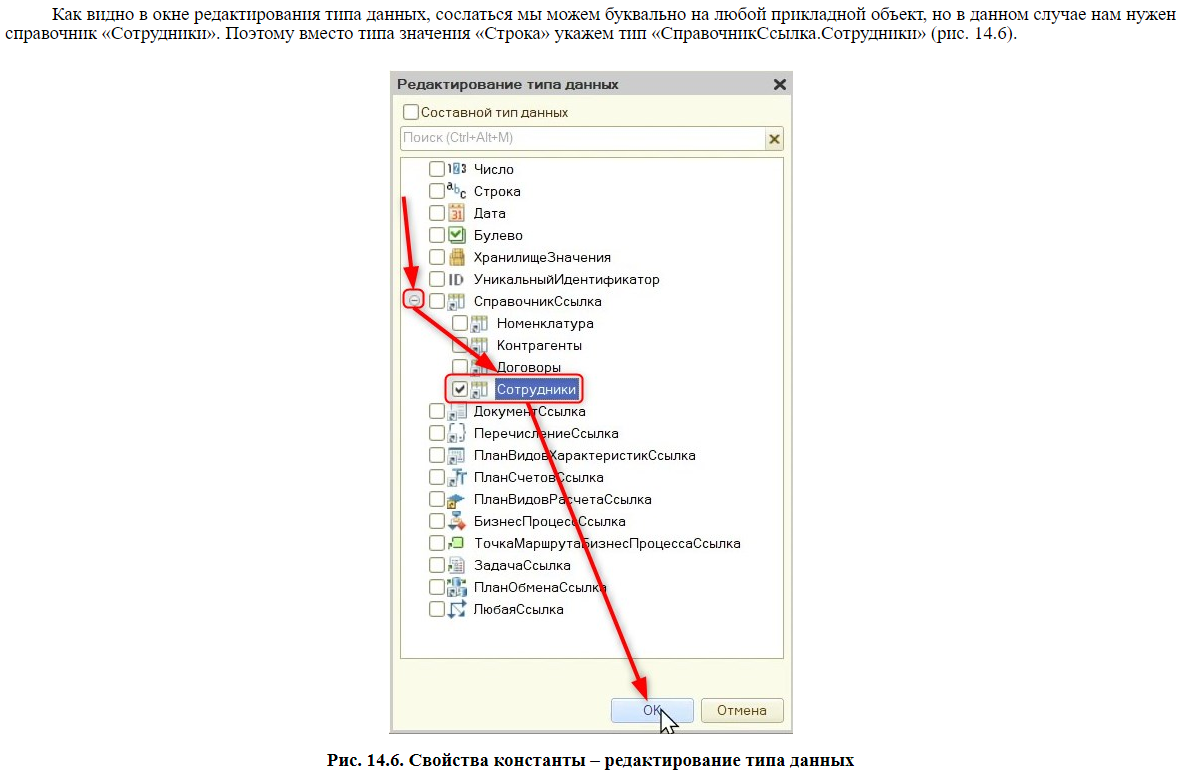 Как видно в окне редактирования типа данных, сослаться мы можем буквально на любой прикладной объект, но в данном случае нам нужен
справочник «Сотрудники». Поэтому вместо типа значения «Строка» укажем тип «СправочникСсылка.Сотрудники» (рис. 14.6).
Редактирование типа данных
Составной тип данных
Поиск (Ctrl+Alt+M)
Число
Строка
Дата
Булево
ХранилищеЗначения
УникальныйИдентификатор
СправочникСсылка
Номенклатура
Контрагенты
Договоры
Сотрудники
ДокументСсылка
ПеречислениеСсылка
ПланВидовХарактеристикСсылка
ПланСчетовСсылка
ПланВидовРасчетаСсылка
БизнесПроцессСсылка
ТочкаМаршрутаБизнесПроцессаСсылка
ЗадачаСсылка
ПланОбменаСсылка
ЛюбаяСсылка
ОК Отмена
Рис. 14.6. Свойства константы – редактирование типа данных